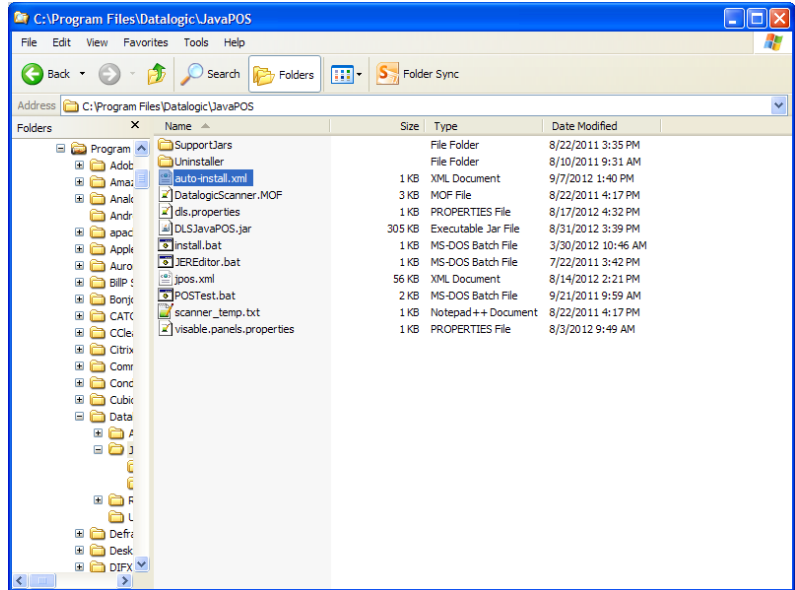 C:\Program Files\Datalogic\JavaPOS
File Edit View Favorites Tools Help
Back Search Folders Folder Sync
Address C:\Program Files\Datalogic\JavaPOS
Folders x Name Size Type Date Modified
Program SupportJars File Folder 8/22/2011 3:35 PM
Adob Uninstaller File Folder 8/10/2011 9:31 AM
Amaz auto-install.xml 1 KB XML Document 9/7/2012 1:40 PM
Analo DatalogicScanner.MOF 3 KB MOF File 8/22/2011 4:17 PM
Andr dls.properties 1 KB PROPERTIES File 8/17/2012 4:32 PM
apac DLSJavaPOS.jar 305 KB Executable Jar File 8/31/2012 3:39 PM
Apple install.bat 1 KB MS-DOS Batch File 3/30/2012 10:46 AM
Auro JEREditor.bat 1 KB MS-DOS Batch File 7/22/2011 3:42 PM
BillP S jpos.xml 56 KB XML Document 8/14/2012 2:21 PM
Bonjo POSTest.bat 2 KB MS-DOS Batch File 9/21/2011 9:59 AM
CATC scanner_temp.txt 1 KB Notepad++ Document 8/22/2011 4:17 PM
CClea visable.panels.properties 1 KB PROPERTIES File 8/3/2012 9:49 AM
Citrix
Comm
Cond
Cubic
Data
A
J
R
U
Defra
Desk
DIFX